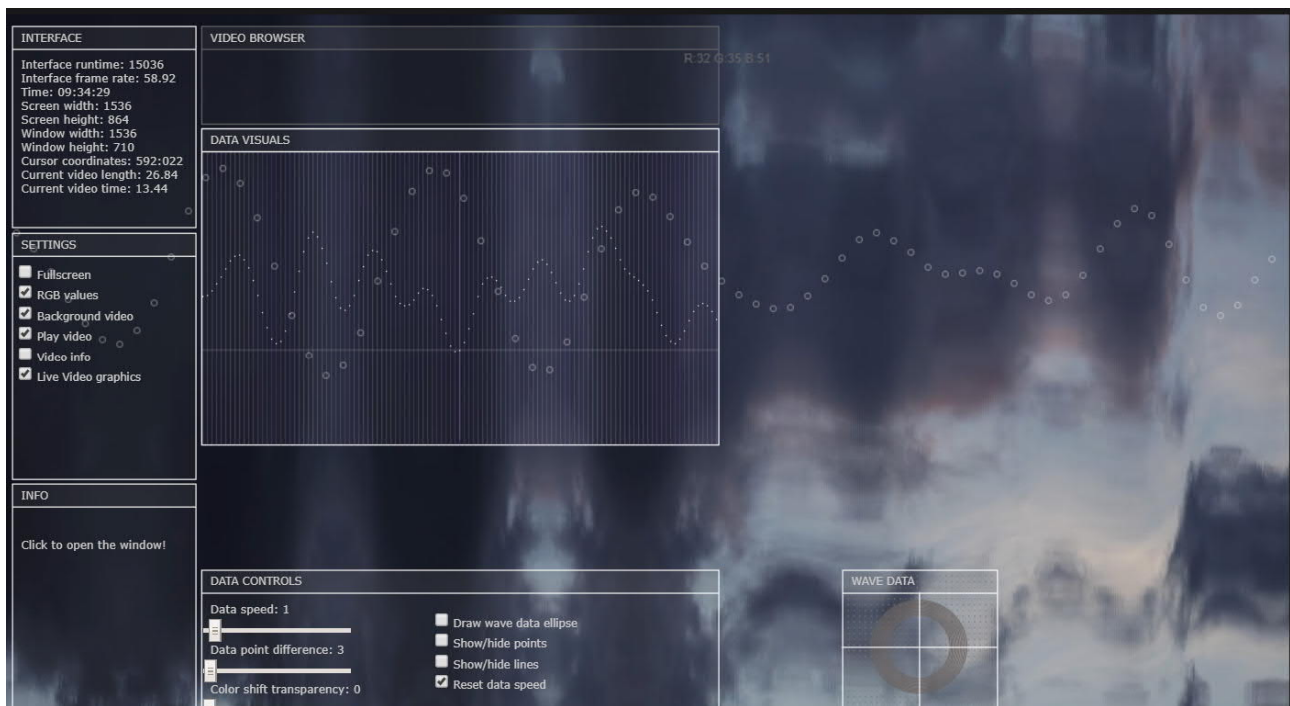 INTERFACE
Interface runtime: 15036
Interface frame rate: 58.92
Time: 09:34:29
Screen width: 1536
Screen height: 864
Window width: 1536
Window height: 710
Cursor coordinates: 592:022
Current video length: 26.84
Current video time: 13.44
SETTINGS
Fullscreen
RGB values
Background video
Play video
Video info
Live Video graphics
INFO
Click to open the window!
VIDEO BROWSER
R:32 G:35 B:51
DATA VISUALS
DATA CONTROLS
Data speed: 1
Data point difference: 3
Color shift transparency: 0
Draw wave data ellipse
Show/hide points
Show/hide lines
Reset data speed
WAVE DATA